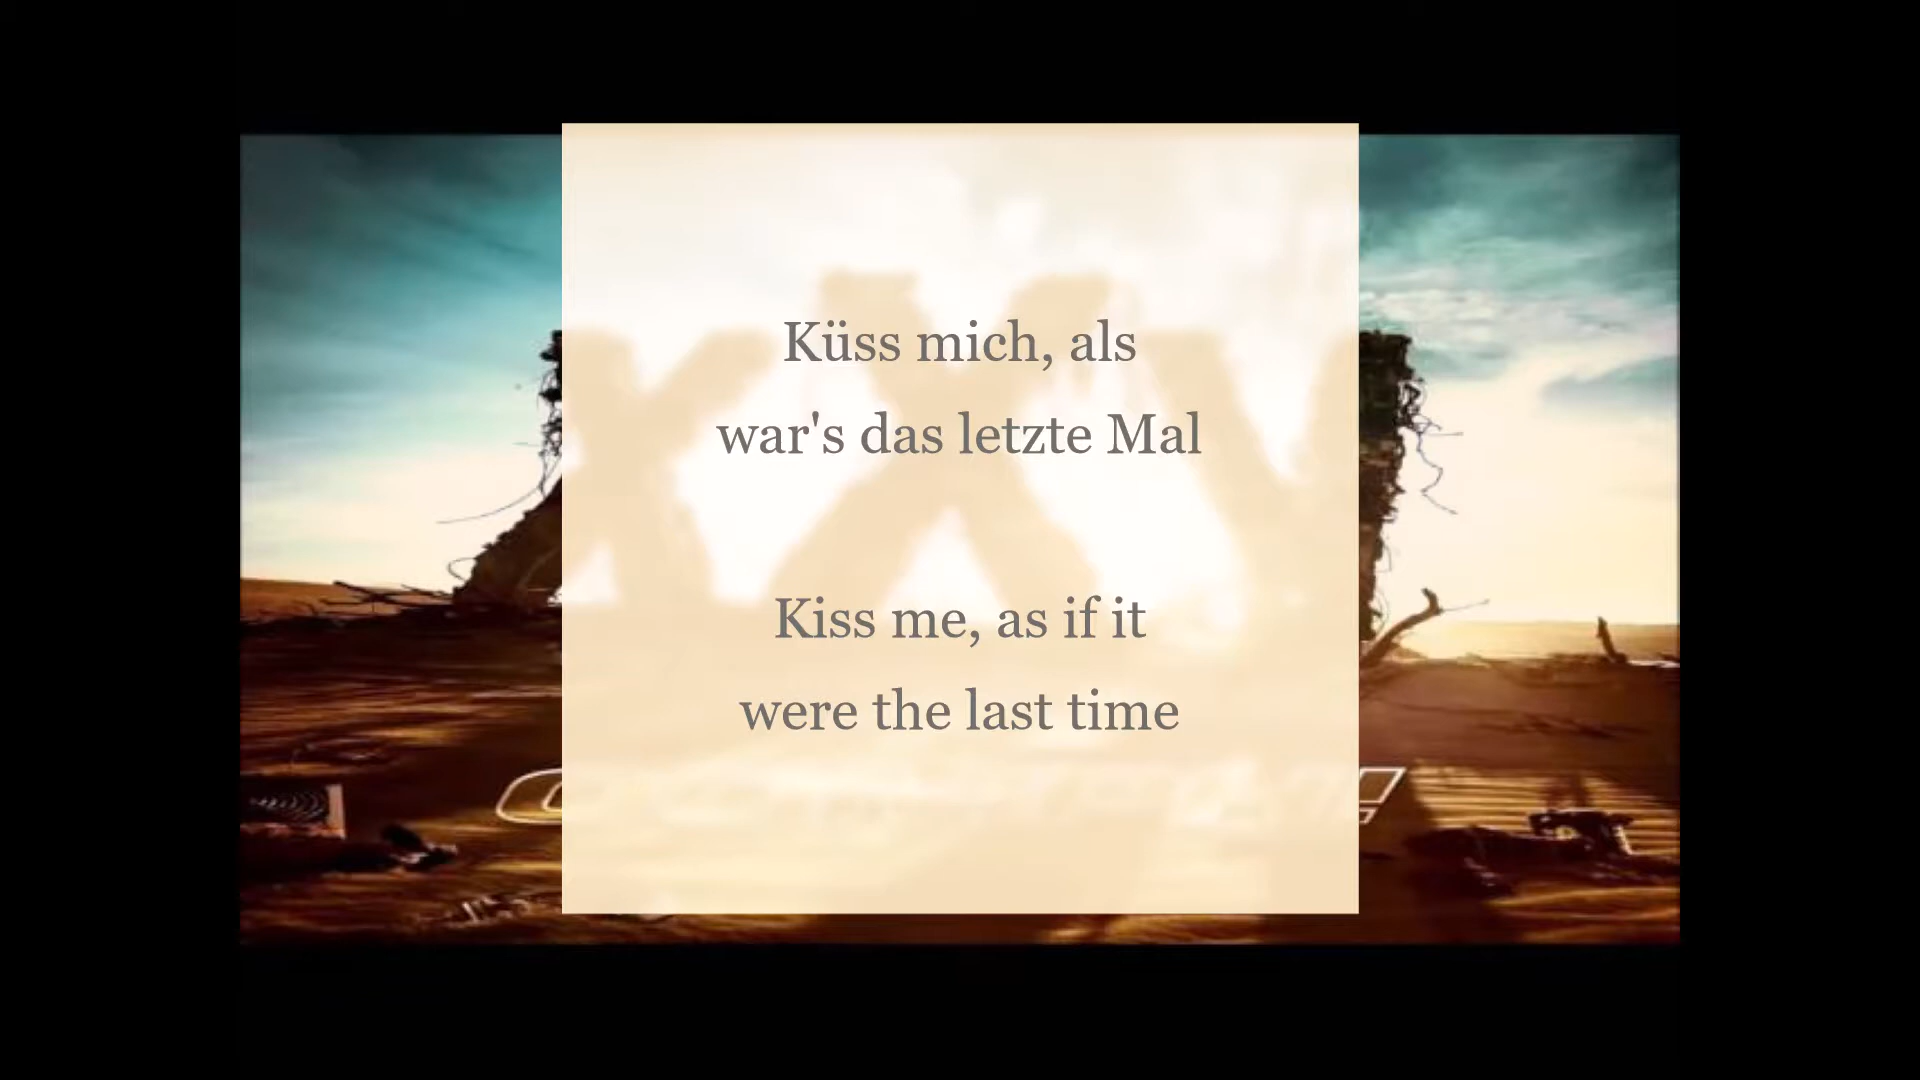 Küss mich, als
war's das letzte Mal
Kiss me, as if it
were the last time